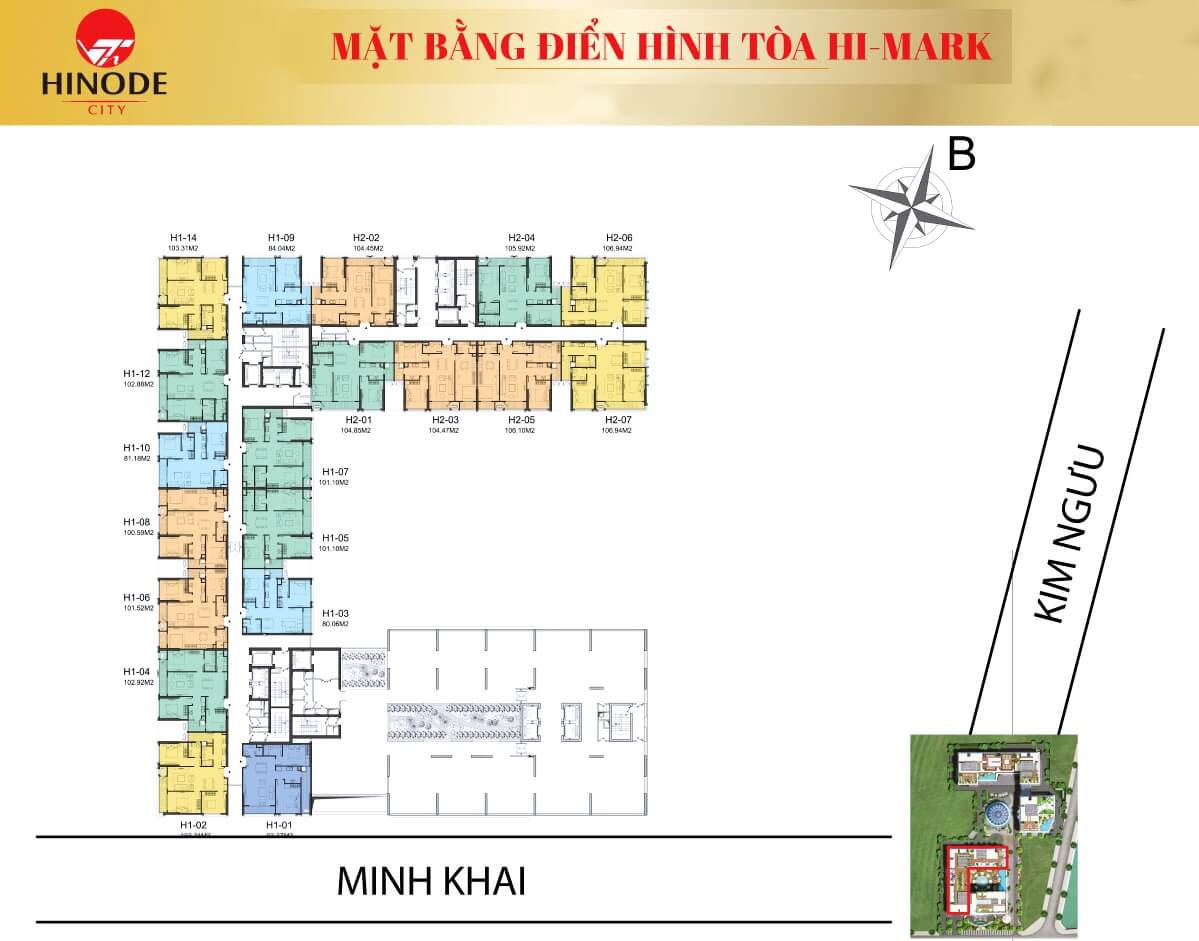 HINODE
CITY
MẶT BẰNG ĐIỂN HÌNH TÒA HI-MARK
B
H1-14
103.31M2
H1-09
84.04M2
H2-02
104.45M2
H2-04
105.92M2
H2-06
106.94M2
H1-12
102.88M2
H2-01
104.85M2
H2-03
104.47M2
H2-05
106.10M2
H2-07
106.94M2
H1-10
81.18M2
H1-07
101.10M2
H1-08
100.59M2
H1-05
101.10M2
H1-06
101.52M2
H1-03
80.06M2
H1-04
102.92M2
H1-02
H1-01
KIM NGƯU
MINH KHAI